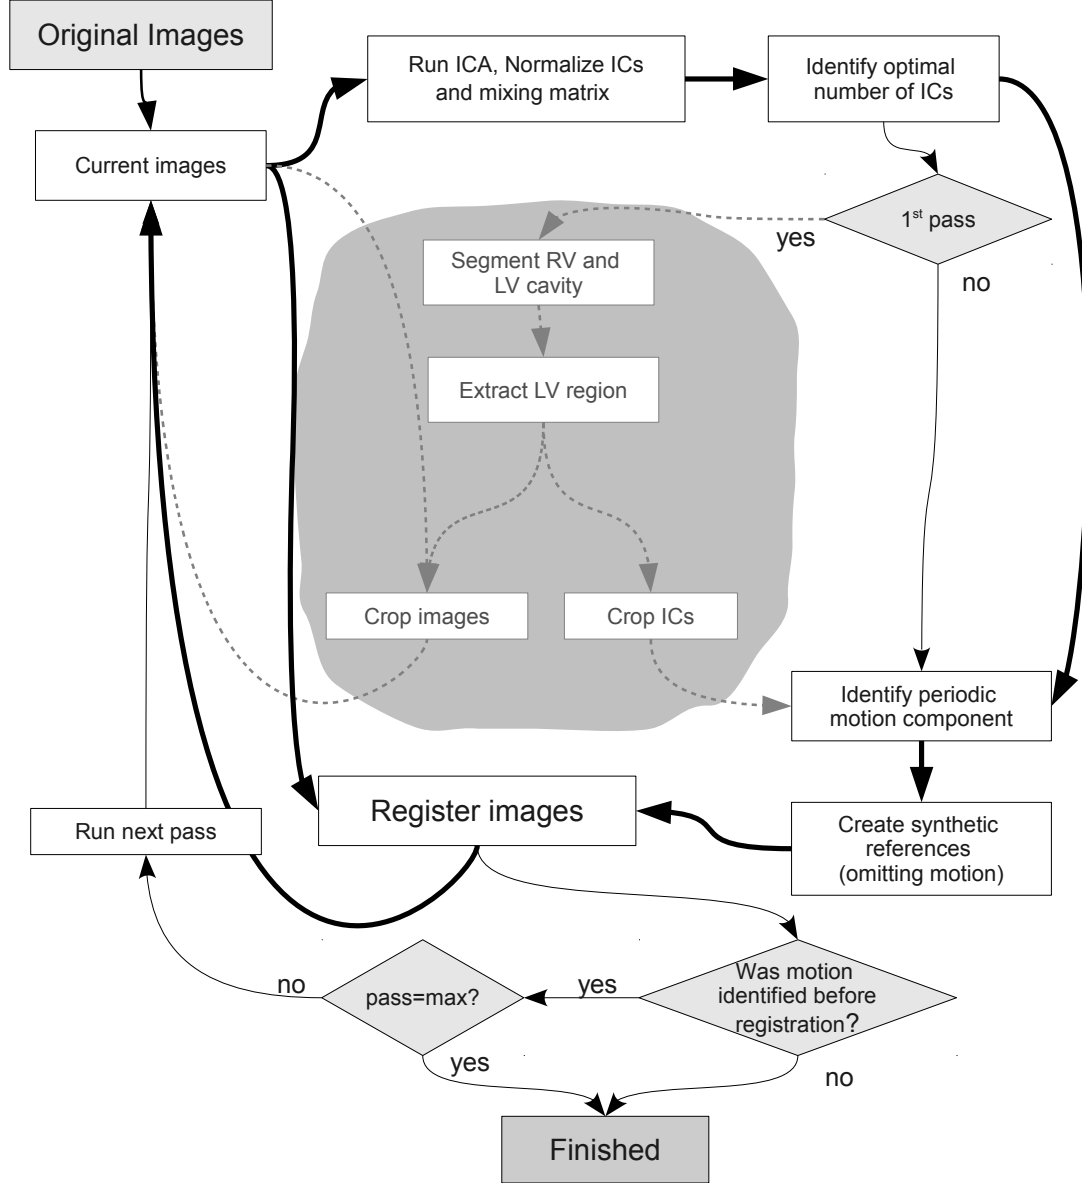 Original Images
Run ICA, Normalize ICs
and mixing matrix
Identify optimal
number of ICs
Current images
1st pass
yes
no
Segment RV and
LV cavity
Extract LV region
Crop images
Crop ICs
Identify periodic
motion component
Register images
Run next pass
Create synthetic
references
(omitting motion)
Was motion
identified before
registration?
yes
pass=max?
no
yes
no
Finished